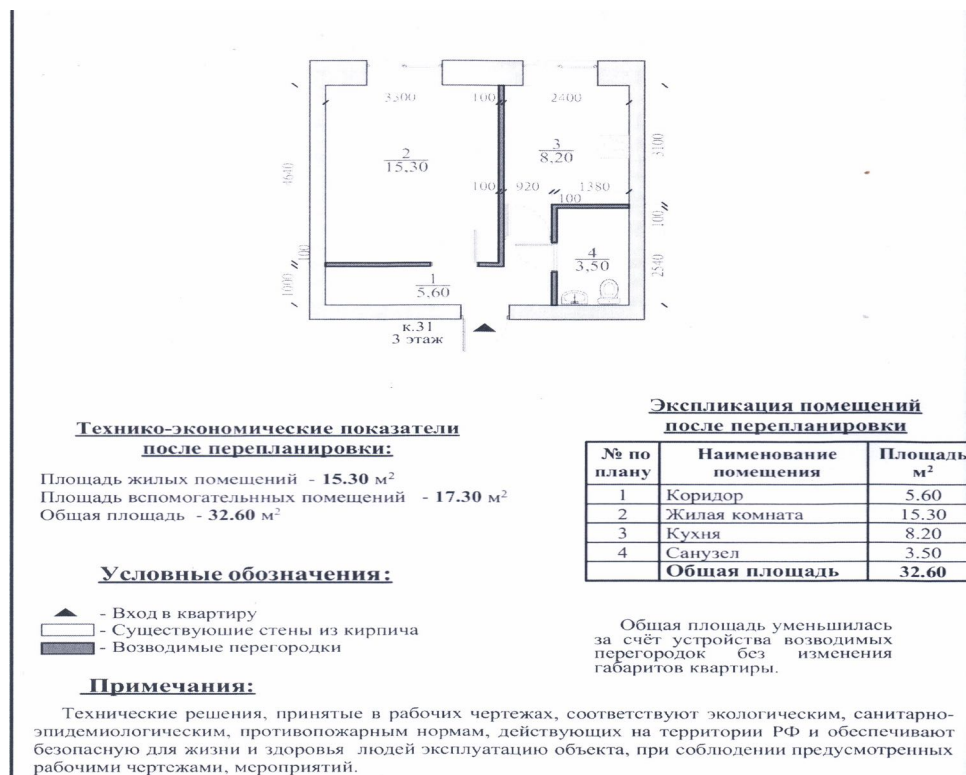 3300
100
2400
4640
2
15,30
3
8,20
3100
100
920
1380
100
100
100
4
3,50
2540
1000
1
5,60
к.31
3 этаж
Технико-экономические показатели
после перепланировки:
Площадь жилых помещений - 15.30 м²
Площадь вспомогательнных помещений - 17.30 м²
Общая площадь - 32.60 м²
Условные обозначения:
- Вход в квартиру
- Существуюшие стены из кирпича
- Возводимые перегородки
Экспликация помещений
после перепланировки
№ по плану Наименование помещения Площадь м²
1 Коридор 5.60
2 Жилая комната 15.30
3 Кухня 8.20
4 Санузел 3.50
Общая площадь 32.60
Общая площадь уменьшилась
за счёт устройства возводимых
перегородок без изменения
габаритов квартиры.
Примечания:
Технические решения, принятые в рабочих чертежах, соответствуют экологическим, санитарно-
эпидемиологическим, противопожарным нормам, действующих на территории РФ и обеспечивают
безопасную для жизни и здоровья людей эксплуатацию объекта, при соблюдении предусмотренных
рабочими чертежами, мероприятий.